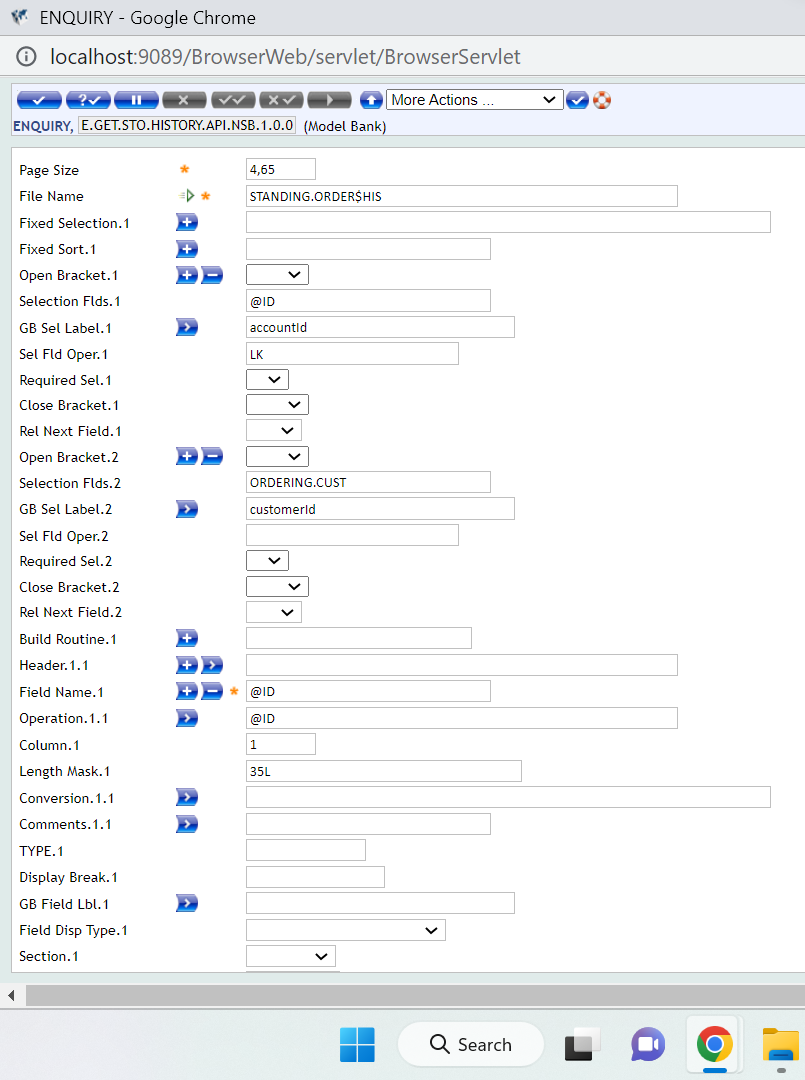 ENQUIRY - Google Chrome
localhost:9089/BrowserWeb/servlet/BrowserServlet
More Actions ...
ENQUIRY, E.GET.STO.HISTORY.API.NSB.1.0.0 (Model Bank)
Page Size 4,65
File Name STANDING.ORDER$HIS
Fixed Selection.1
Fixed Sort.1
Open Bracket.1
Selection Flds.1 @ID
GB Sel Label.1 accountId
Sel Fld Oper.1 LK
Required Sel.1
Close Bracket.1
Rel Next Field.1
Open Bracket.2
Selection Flds.2 ORDERING.CUST
GB Sel Label.2 customerId
Sel Fld Oper.2
Required Sel.2
Close Bracket.2
Rel Next Field.2
Build Routine.1
Header.1.1
Field Name.1 @ID
Operation.1.1 @ID
Column.1 1
Length Mask.1 35L
Conversion.1.1
Comments.1.1
TYPE.1
Display Break.1
GB Field Lbl.1
Field Disp Type.1
Section.1
Search